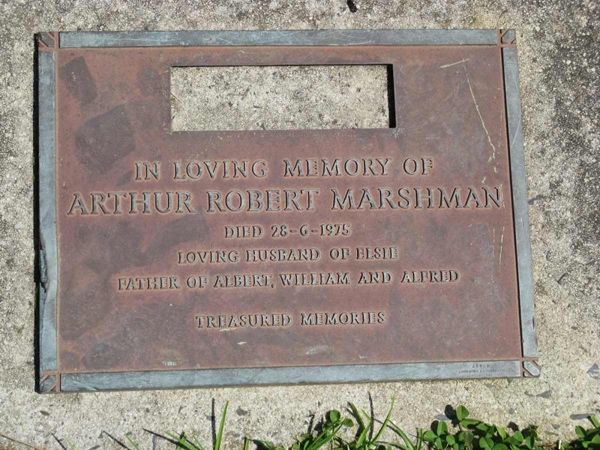 IN LOVING MEMORY OF
ARTHUR ROBERT MARSHMAN
DIED 28-6-1975
LOVING HUSBAND OF ELSIE
FATHER OF ALBERT, WILLIAM AND ALFRED
TREASURED MEMORIES